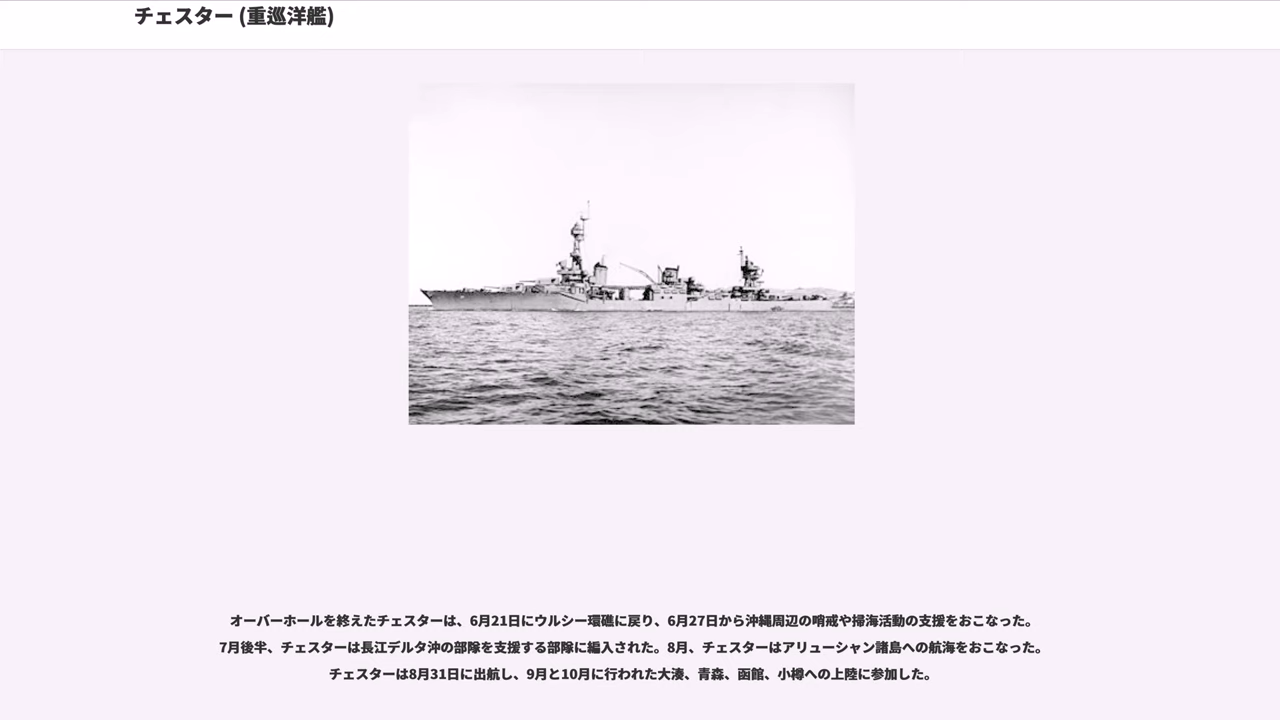 チェスター (重巡洋艦)
オーバーホールを終えたチェスターは、6月21日にウルシー環礁に戻り、6月27日から沖縄周辺の哨戒や掃海活動の支援をおこなった。
7月後半、チェスターは長江デルタ沖の部隊を支援する部隊に編入された。8月、チェスターはアリューシャン諸島への航海をおこなった。
チェスターは8月31日に出航し、9月と10月に行われた大湊、青森、函館、小樽への上陸に参加した。